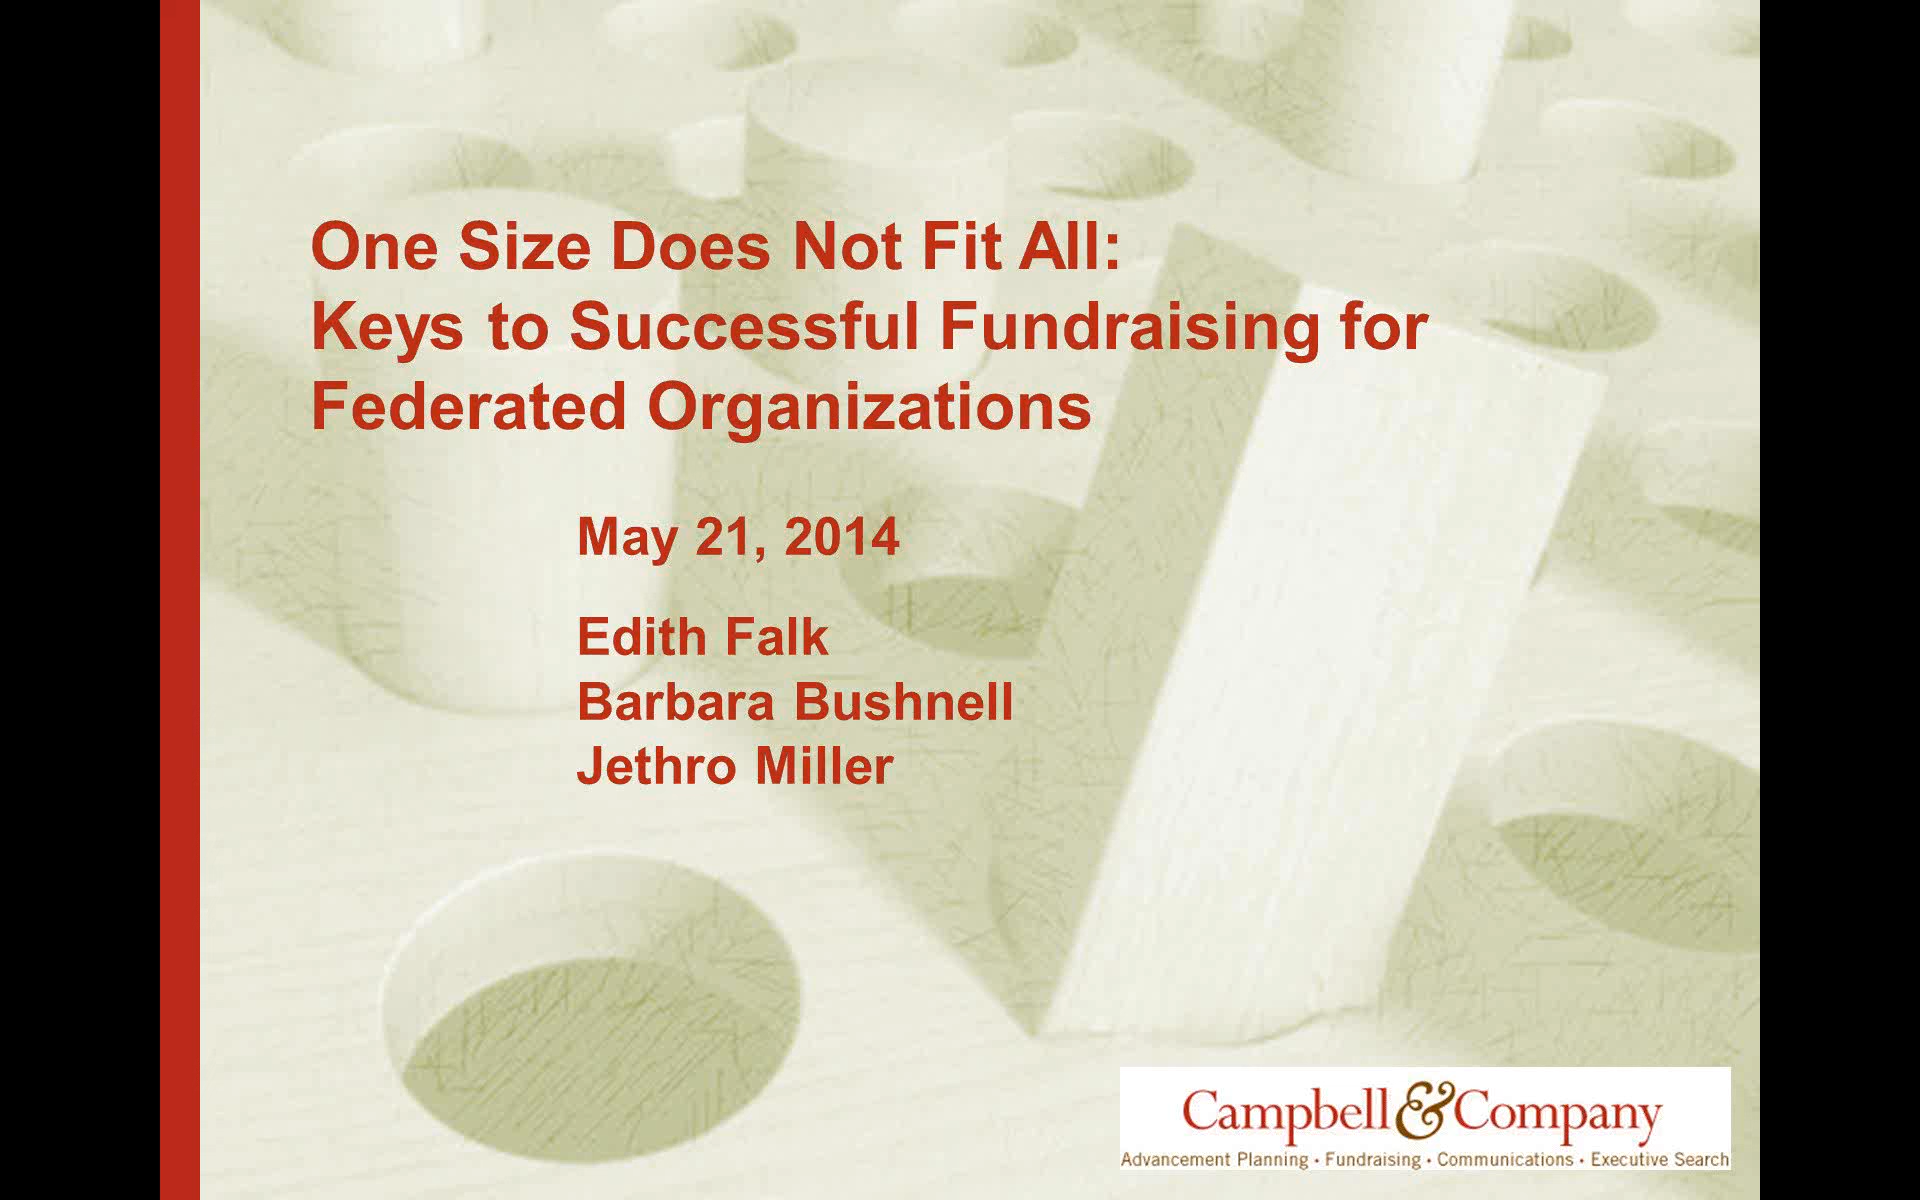 One Size Does Not Fit All:
Keys to Successful Fundraising for
Federated Organizations
May 21, 2014
Edith Falk
Barbara Bushnell
Jethro Miller
Campbell & Company
Advancement Planning • Fundraising • Communications • Executive Search